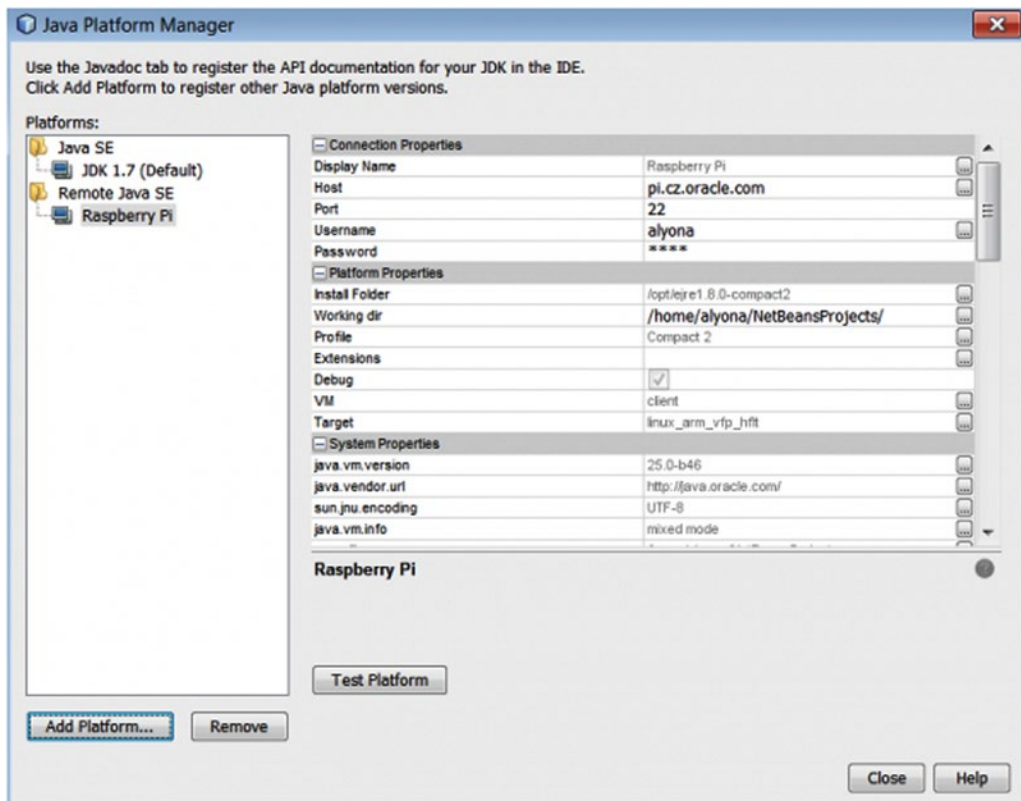 Java Platform Manager
Use the Javadoc tab to register the API documentation for your JDK in the IDE.
Click Add Platform to register other Java platform versions.
Platforms:
Java SE
JDK 1.7 (Default)
Remote Java SE
Raspberry Pi
Connection Properties
Display Name Raspberry Pi ...
Host pi.cz.oracle.com ...
Port 22
Username alyona ...
Password ****
Platform Properties
Install Folder /opt/ejre1.8.0-compact2 ...
Working dir /home/alyona/NetBeansProjects/ ...
Profile Compact 2 ...
Extensions ...
Debug
VM client ...
Target linux_arm_vfp_hflt ...
System Properties
java.vm.version 25.0-b46 ...
java.vendor.url http://java.oracle.com/ ...
sun.jnu.encoding UTF-8 ...
java.vm.info mixed mode ...
Raspberry Pi
?
Test Platform
Add Platform... Remove
Close Help